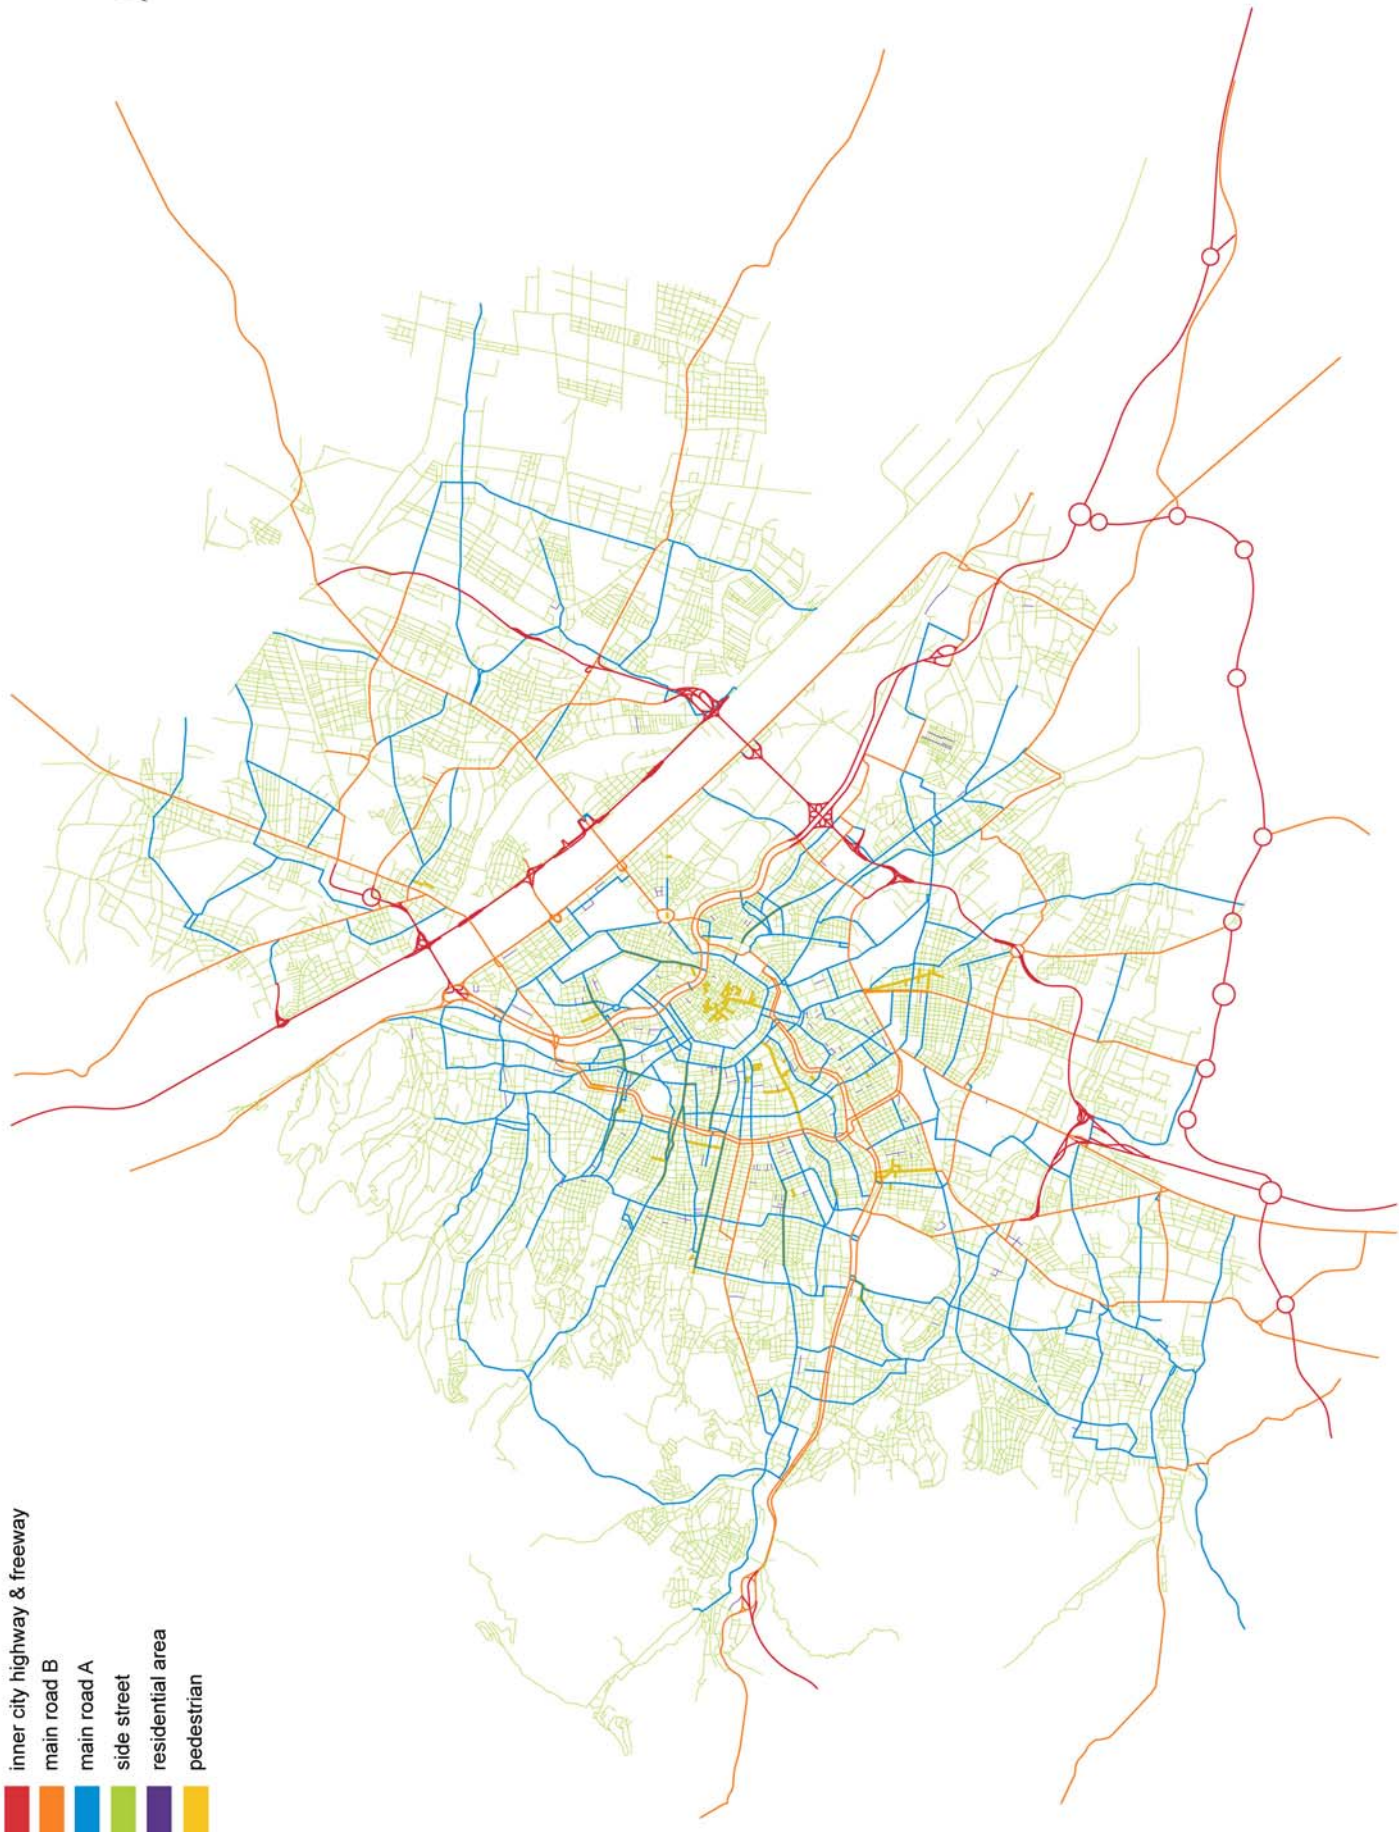 inner city highway & freeway
main road B
main road A
side street
residential area
pedestrian